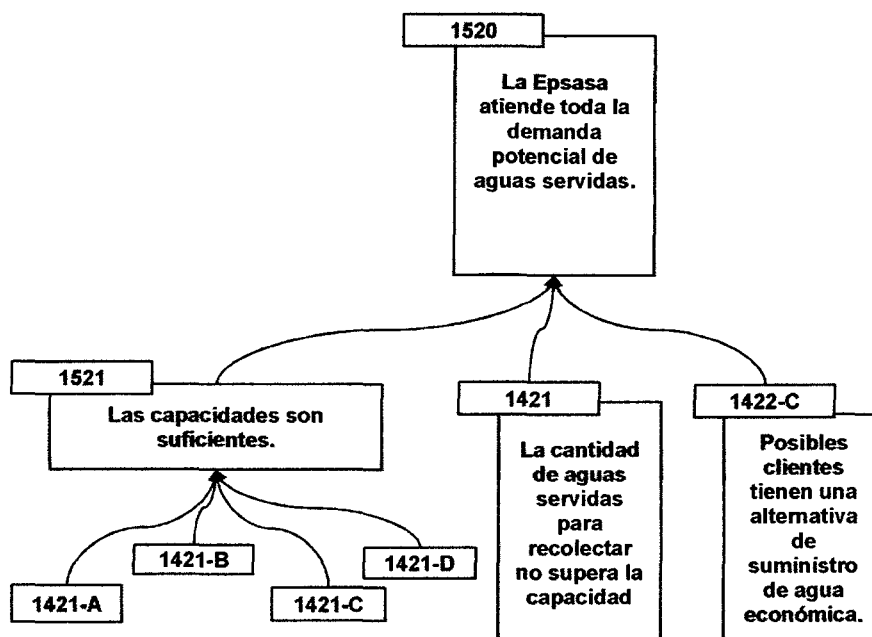 1520
La Epsasa
atiende toda la
demanda
potencial de
aguas servidas.
1521
Las capacidades son
suficientes.
1421-A
1421-B
1421-C
1421-D
1421
La cantidad
de aguas
servidas
para
recolectar
no supera la
capacidad
1422-C
Posibles
clientes
tienen una
alternativa
de
suministro
de agua
económica.